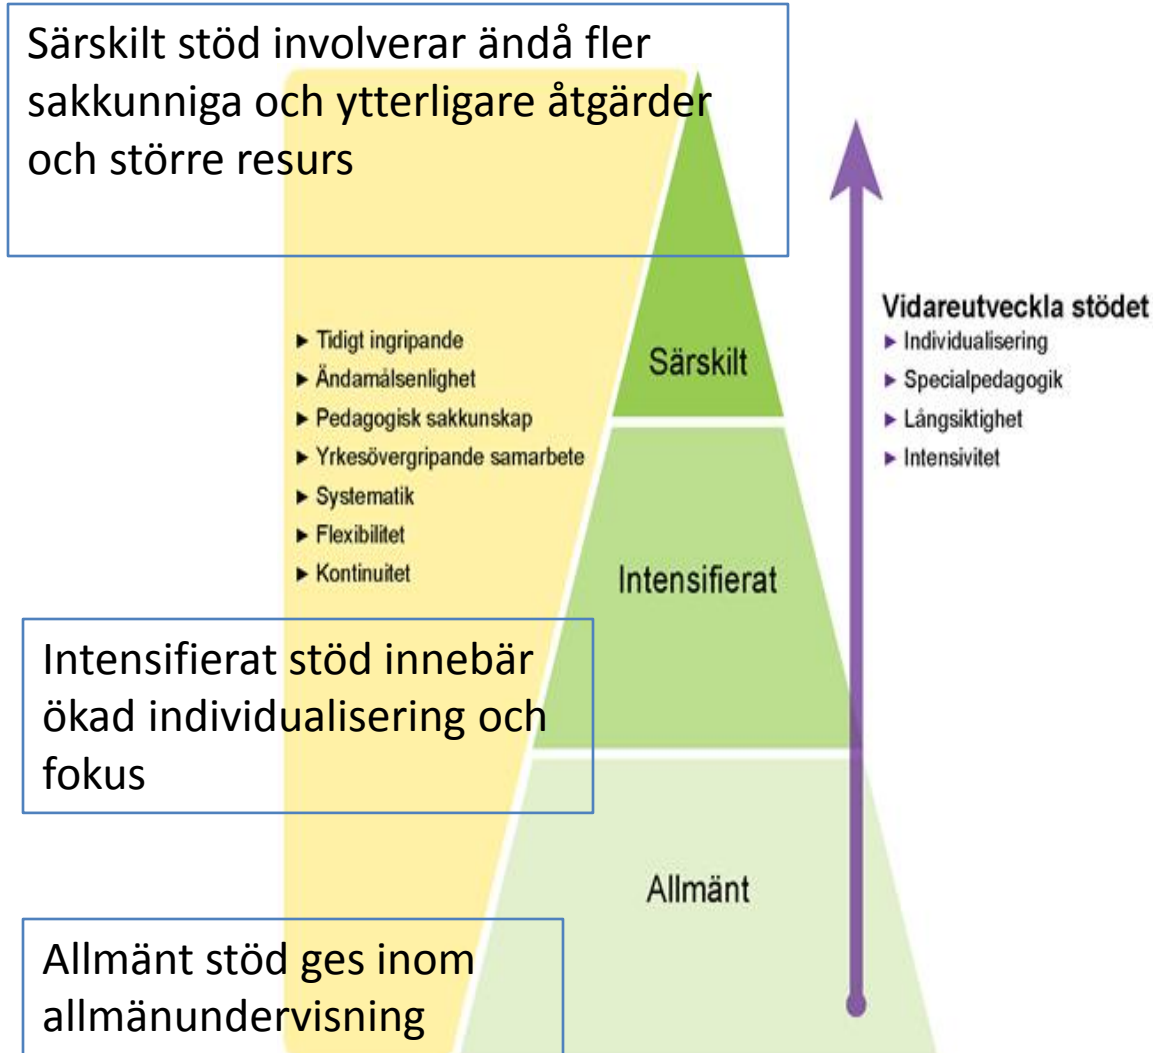 Särskilt stöd involverar ändå fler
sakkunniga och ytterligare åtgärder
och större resurs
Vidareutveckla stödet
▶ Individualisering
▶ Specialpedagogik
▶ Långsiktighet
▶ Intensivitet
▶ Tidigt ingripande
▶ Ändamålsenlighet
▶ Pedagogisk sakkunskap
▶ Yrkesövergripande samarbete
▶ Systematik
▶ Flexibilitet
▶ Kontinuitet
Särskilt
Intensifierat
Intensifierat stöd innebär
ökad individualisering och
fokus
Allmänt
Allmänt stöd ges inom
allmänundervisning